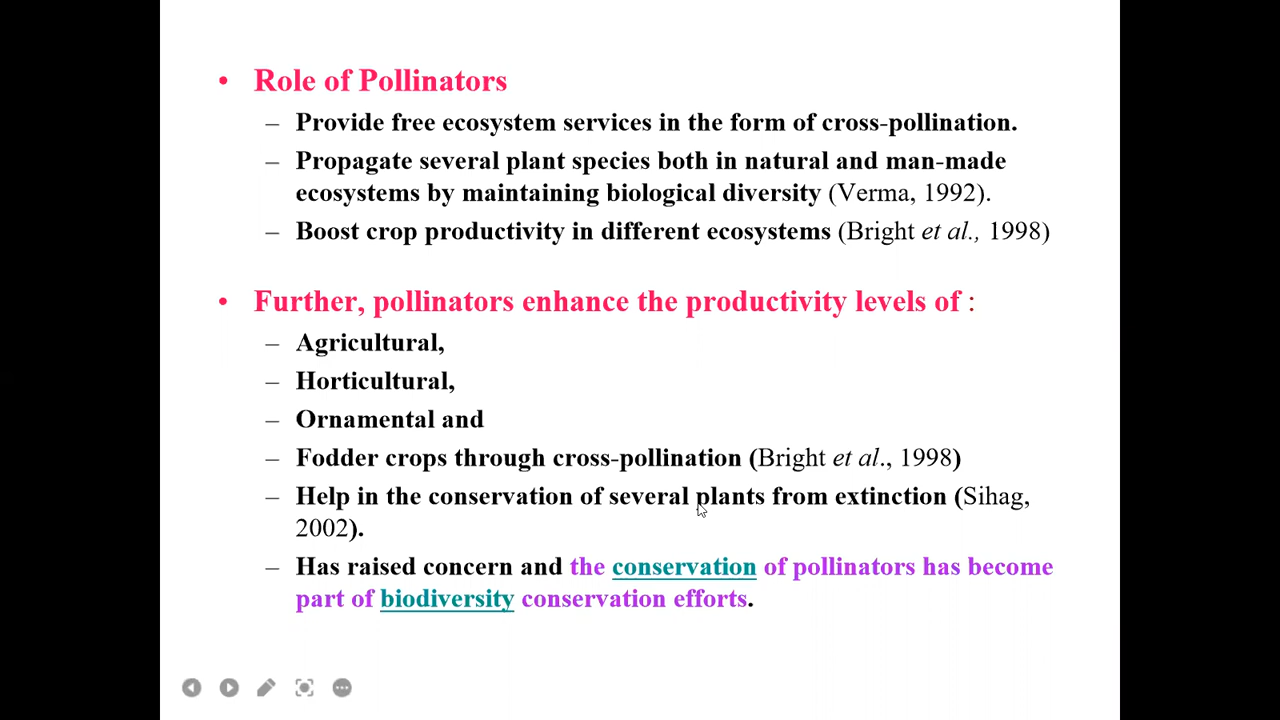 • Role of Pollinators
– Provide free ecosystem services in the form of cross-pollination.
– Propagate several plant species both in natural and man-made
ecosystems by maintaining biological diversity (Verma, 1992).
– Boost crop productivity in different ecosystems (Bright et al., 1998)
• Further, pollinators enhance the productivity levels of :
– Agricultural,
– Horticultural,
– Ornamental and
– Fodder crops through cross-pollination (Bright et al., 1998)
– Help in the conservation of several plants from extinction (Sihag,
2002).
– Has raised concern and the conservation of pollinators has become
part of biodiversity conservation efforts.